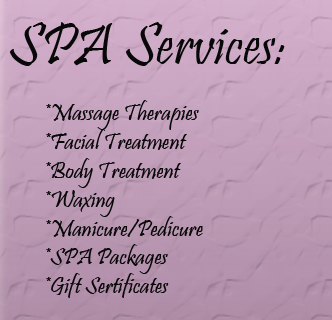 SPA Services:
*Massage Therapies
*Facial Treatment
*Body Treatment
*Waxing
*Manicure/Pedicure
*SPA Packages
*Gift Sertificates